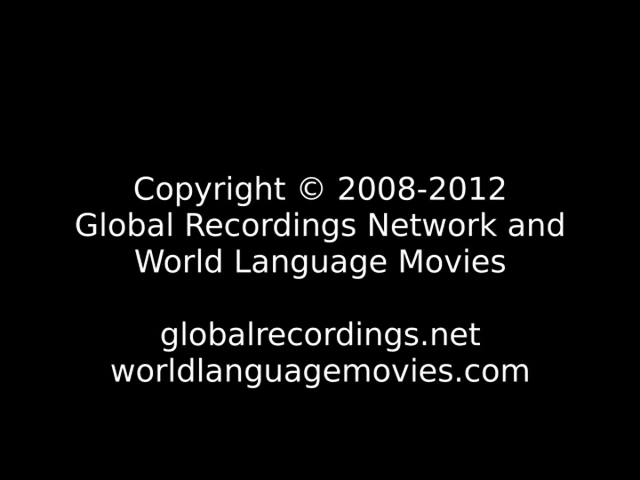 Copyright © 2008-2012
Global Recordings Network and
World Language Movies
globalrecordings.net
worldlanguagemovies.com